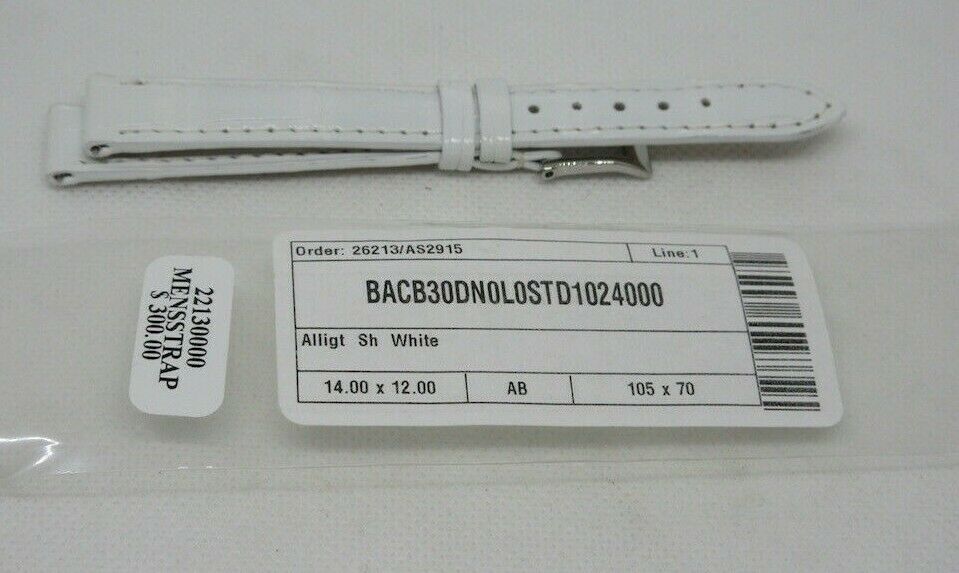 Order: 26213/AS2915
Line:1
BACB30DN0L0STD1024000
Alligt Sh White
14.00 x 12.00
AB
105 x 70
22130000
MENSSTRAP
$ 300.00